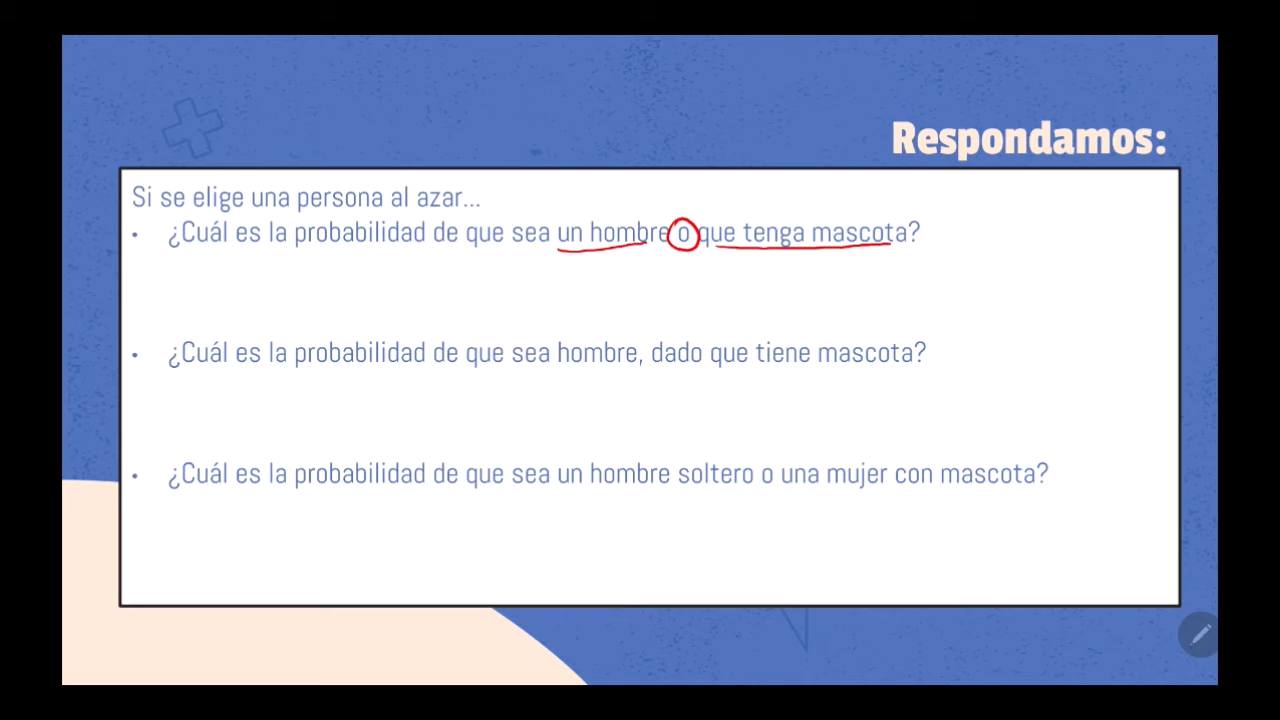 Respondamos:
Si se elige una persona al azar...
• ¿Cuál es la probabilidad de que sea un hombre o que tenga mascota?
• ¿Cuál es la probabilidad de que sea hombre, dado que tiene mascota?
• ¿Cuál es la probabilidad de que sea un hombre soltero o una mujer con mascota?